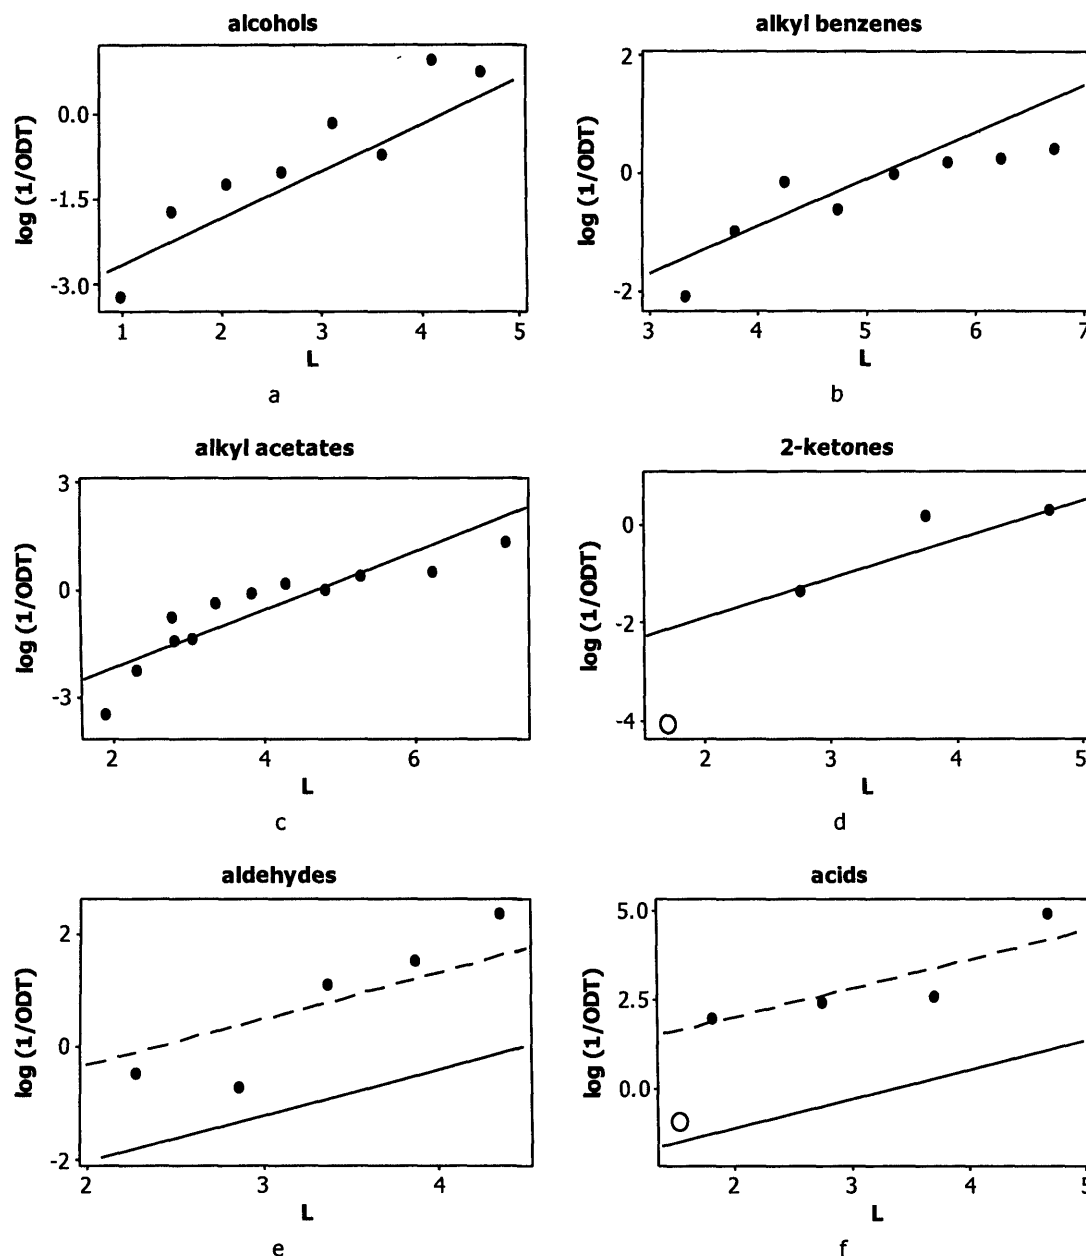 alcohols
log (1/ODT)
0.0
-1.5
-3.0
1 2 3 4 5
L
a
alkyl benzenes
log (1/ODT)
2
0
-2
3 4 5 6 7
L
b
alkyl acetates
log (1/ODT)
3
0
-3
2 4 6
L
c
2-ketones
log (1/ODT)
0
-2
-4
2 3 4 5
L
d
aldehydes
log (1/ODT)
2
0
-2
2 3 4
L
e
acids
log (1/ODT)
5.0
2.5
0.0
2 3 4 5
L
f